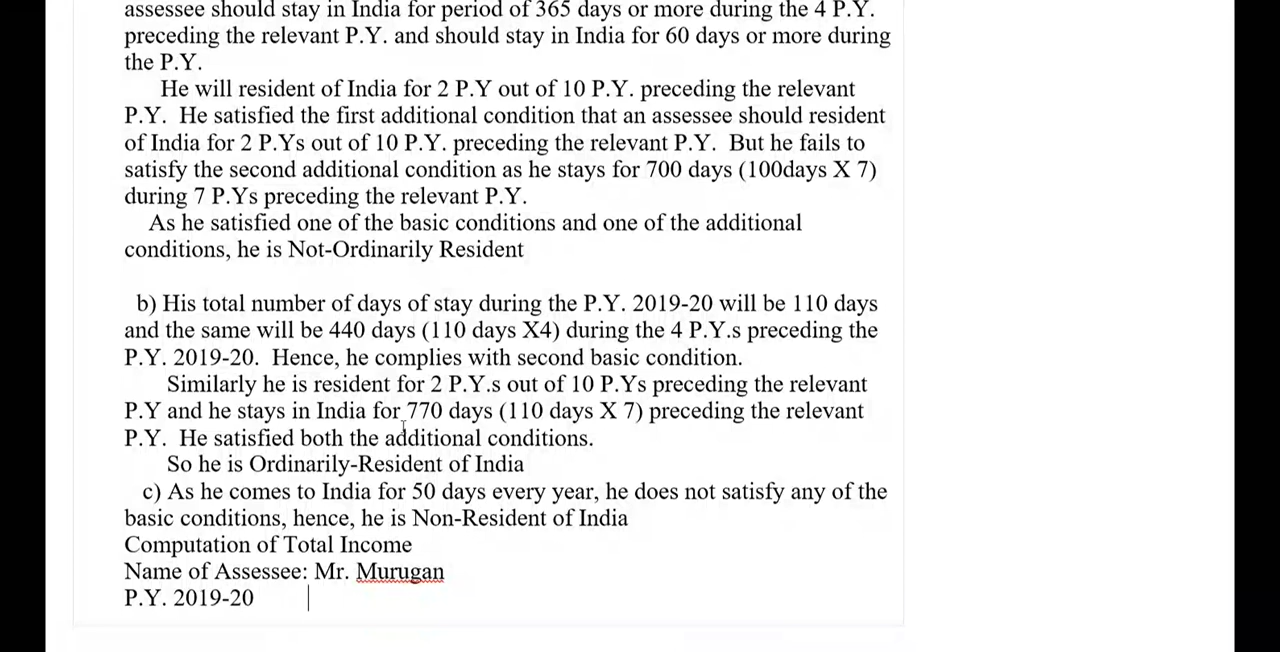 assessee should stay in India for period of 365 days or more during the 4 P.Y.
preceding the relevant P.Y. and should stay in India for 60 days or more during
the P.Y.
He will resident of India for 2 P.Y out of 10 P.Y. preceding the relevant
P.Y. He satisfied the first additional condition that an assessee should resident
of India for 2 P.Ys out of 10 P.Y. preceding the relevant P.Y. But he fails to
satisfy the second additional condition as he stays for 700 days (100days X 7)
during 7 P.Ys preceding the relevant P.Y.
As he satisfied one of the basic conditions and one of the additional
conditions, he is Not-Ordinarily Resident
b) His total number of days of stay during the P.Y. 2019-20 will be 110 days
and the same will be 440 days (110 days X4) during the 4 P.Y.s preceding the
P.Y. 2019-20. Hence, he complies with second basic condition.
Similarly he is resident for 2 P.Y.s out of 10 P.Ys preceding the relevant
P.Y and he stays in India for 770 days (110 days X 7) preceding the relevant
P.Y. He satisfied both the additional conditions.
So he is Ordinarily-Resident of India
c) As he comes to India for 50 days every year, he does not satisfy any of the
basic conditions, hence, he is Non-Resident of India
Computation of Total Income
Name of Assessee: Mr. Murugan
P.Y. 2019-20